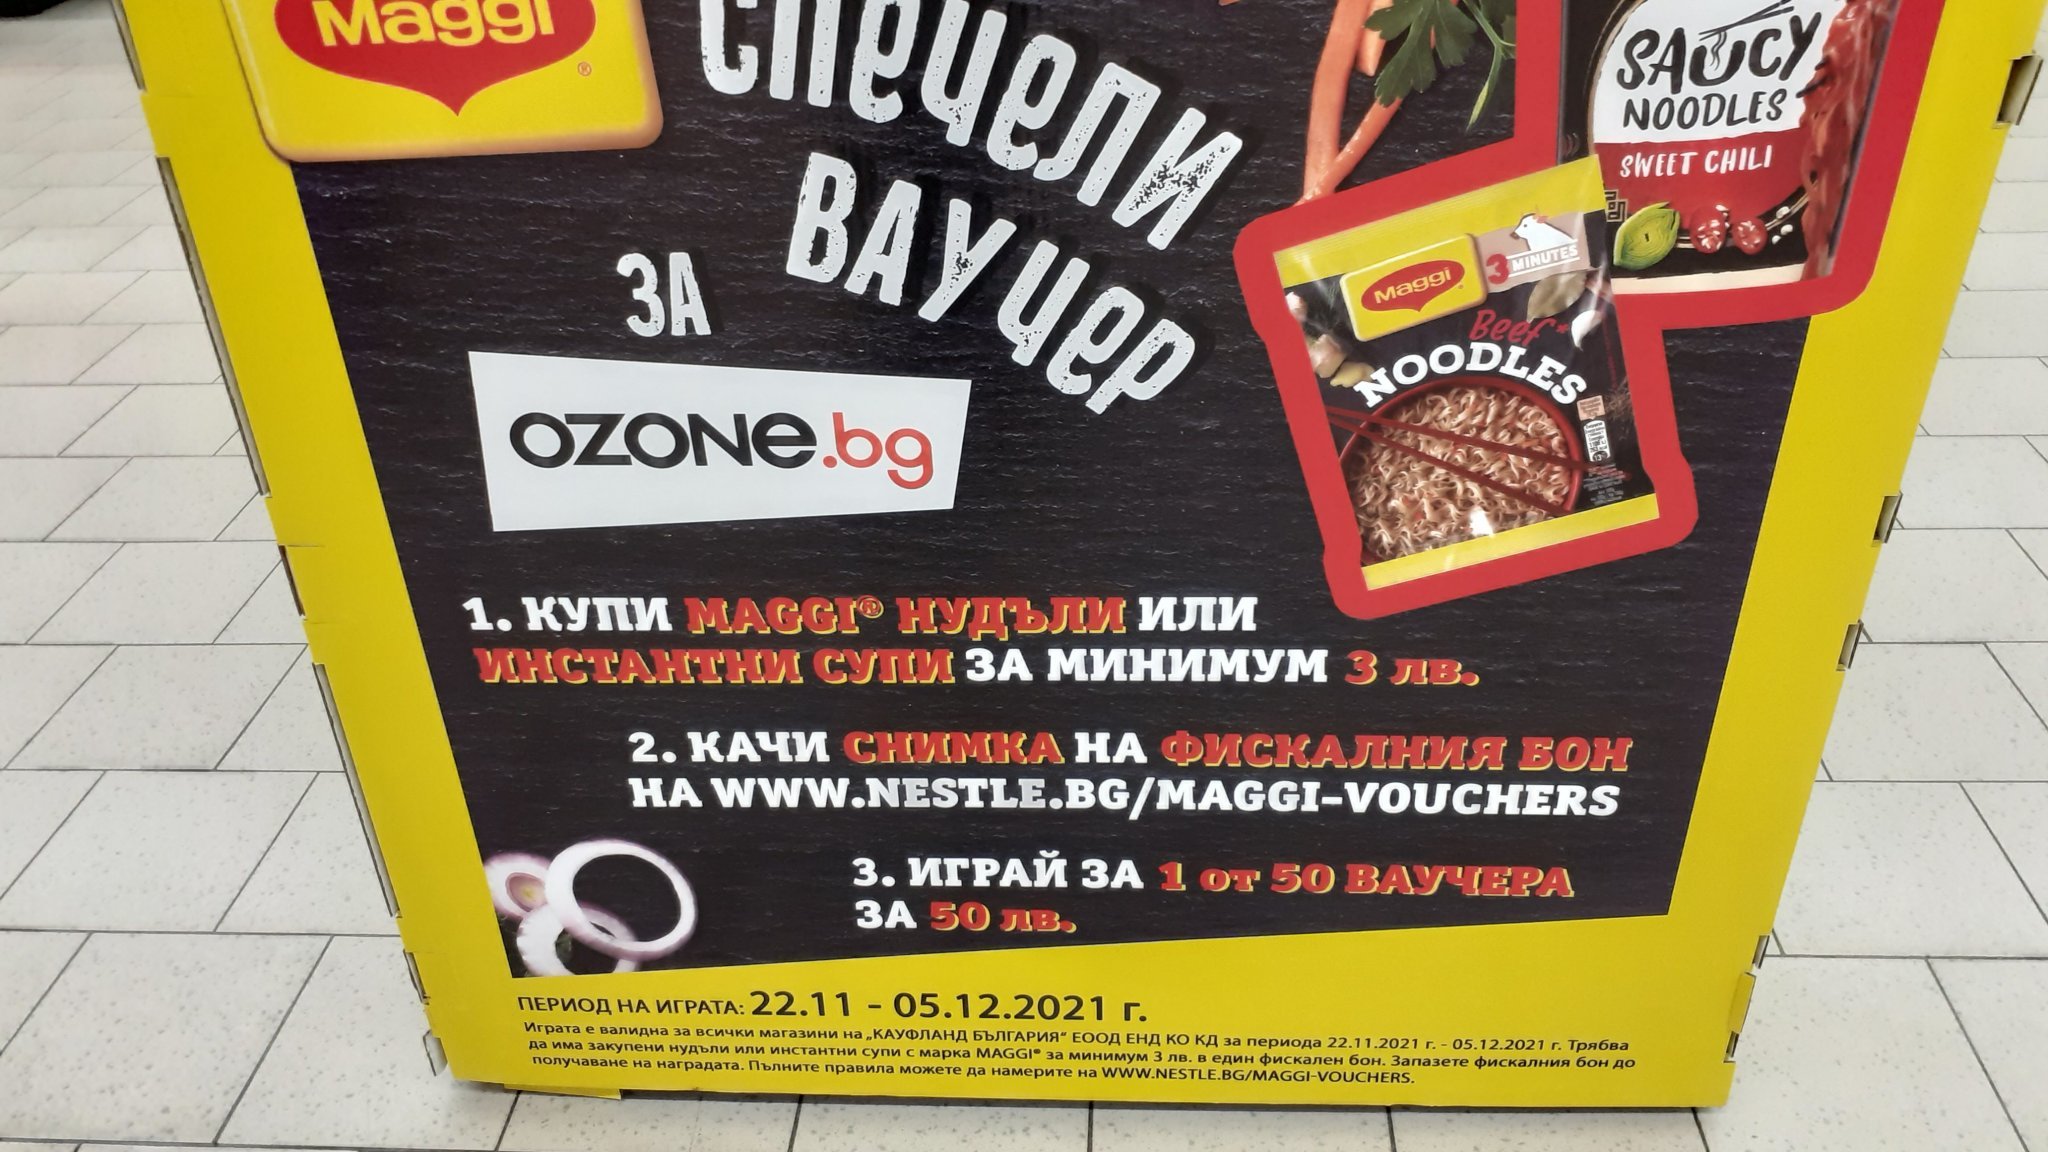 Maggi
®
СПЕЧЕЛИ
ВАУЧЕР
ЗА
OZONE.bg
SAUCY
NOODLES
SWEET CHILI
Maggi
3 MINUTES
Beef*
NOODLES
1. КУПИ MAGGI® НУДЪЛИ ИЛИ
ИНСТАНТНИ СУПИ ЗА МИНИМУМ 3 лв.
2. КАЧИ СНИМКА НА ФИСКАЛНИЯ БОН
НА WWW.NESTLE.BG/MAGGI-VOUCHERS
3. ИГРАЙ ЗА 1 от 50 ВАУЧЕРА
ЗА 50 лв.
ПЕРИОД НА ИГРАТА: 22.11 - 05.12.2021 г.
Играта е валидна за всички магазини на „КАУФЛАНД БЪЛГАРИЯ“ ЕООД ЕНД КО КД за периода 22.11.2021 г. - 05.12.2021 г. Трябва
да има закупени нудъли или инстантни супи с марка MAGGI® за минимум 3 лв. в един фискален бон. Запазете фискалния бон до
получаване на наградата. Пълните правила можете да намерите на WWW.NESTLE.BG/MAGGI-VOUCHERS.